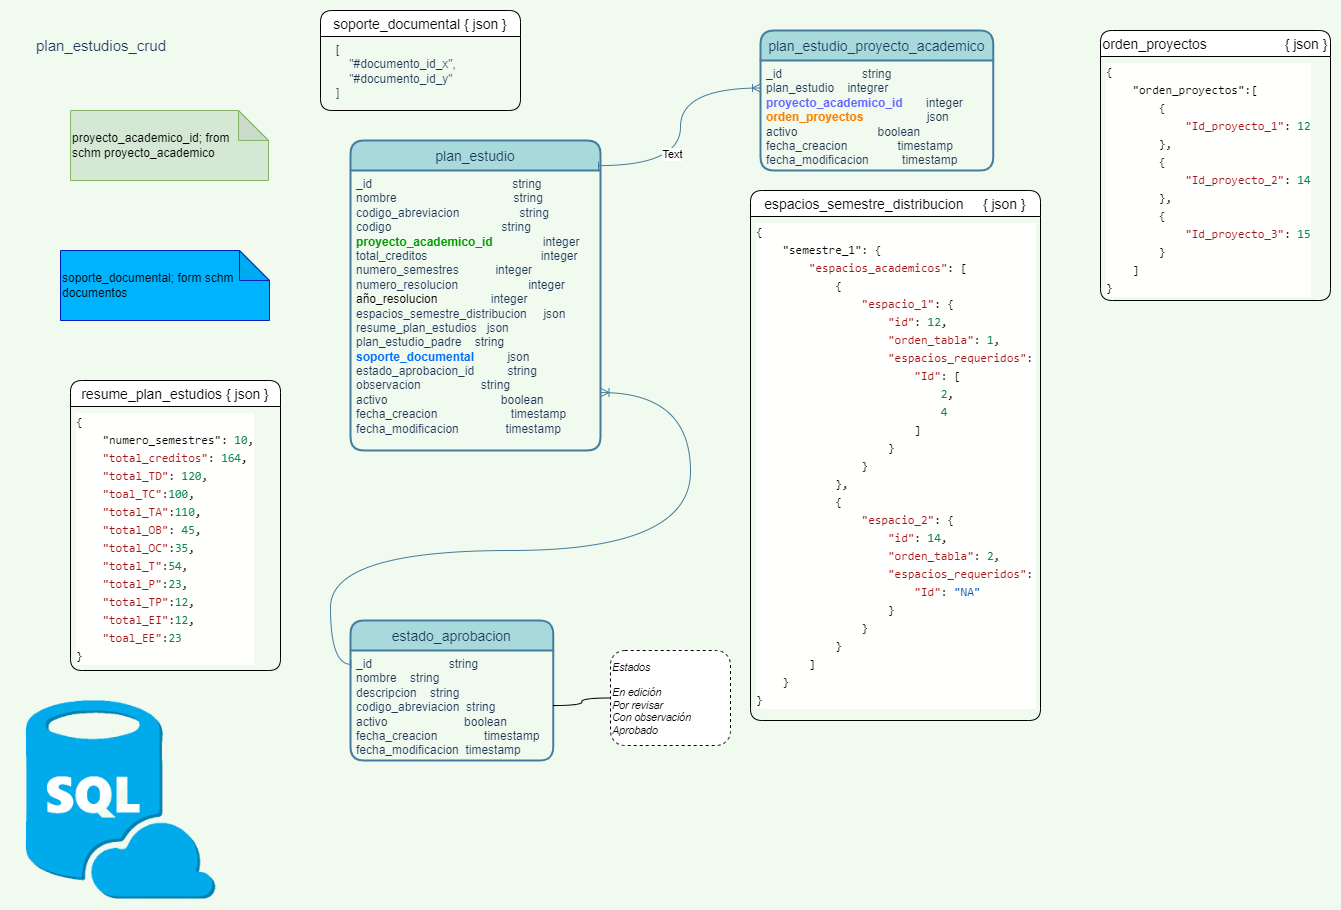 plan_estudios_crud
soporte_documental { json }
[
"#documento_id_x",
"#documento_id_y"
]
proyecto_academico_id; from
schm proyecto_academico
soporte_documental; form schm
documentos
plan_estudio
_id string
nombre string
codigo_abreviacion string
codigo string
proyecto_academico_id integer
total_creditos integer
numero_semestres integer
numero_resolucion integer
año_resolucion integer
espacios_semestre_distribucion json
resume_plan_estudios json
plan_estudio_padre string
soporte_documental json
estado_aprobacion_id string
observacion string
activo boolean
fecha_creacion timestamp
fecha_modificacion timestamp
Text
plan_estudio_proyecto_academico
_id string
plan_estudio integrer
proyecto_academico_id integer
orden_proyectos json
activo boolean
fecha_creacion timestamp
fecha_modificacion timestamp
orden_proyectos { json }
{
"orden_proyectos":[
{
"Id_proyecto_1": 12
},
{
"Id_proyecto_2": 14
},
{
"Id_proyecto_3": 15
}
]
}
espacios_semestre_distribucion { json }
{
"semestre_1": {
"espacios_academicos": [
{
"espacio_1": {
"id": 12,
"orden_tabla": 1,
"espacios_requeridos":
"Id": [
2,
4
]
}
}
},
{
"espacio_2": {
"id": 14,
"orden_tabla": 2,
"espacios_requeridos":
"Id": "NA"
}
}
}
]
}
}
resume_plan_estudios { json }
{
"numero_semestres": 10,
"total_creditos": 164,
"total_TD": 120,
"toal_TC":100,
"total_TA":110,
"total_OB": 45,
"total_OC":35,
"total_T":54,
"total_P":23,
"total_TP":12,
"total_EI":12,
"toal_EE":23
}
estado_aprobacion
_id string
nombre string
descripcion string
codigo_abreviacion string
activo boolean
fecha_creacion timestamp
fecha_modificacion timestamp
Estados
En edición
Por revisar
Con observación
Aprobado
SQL